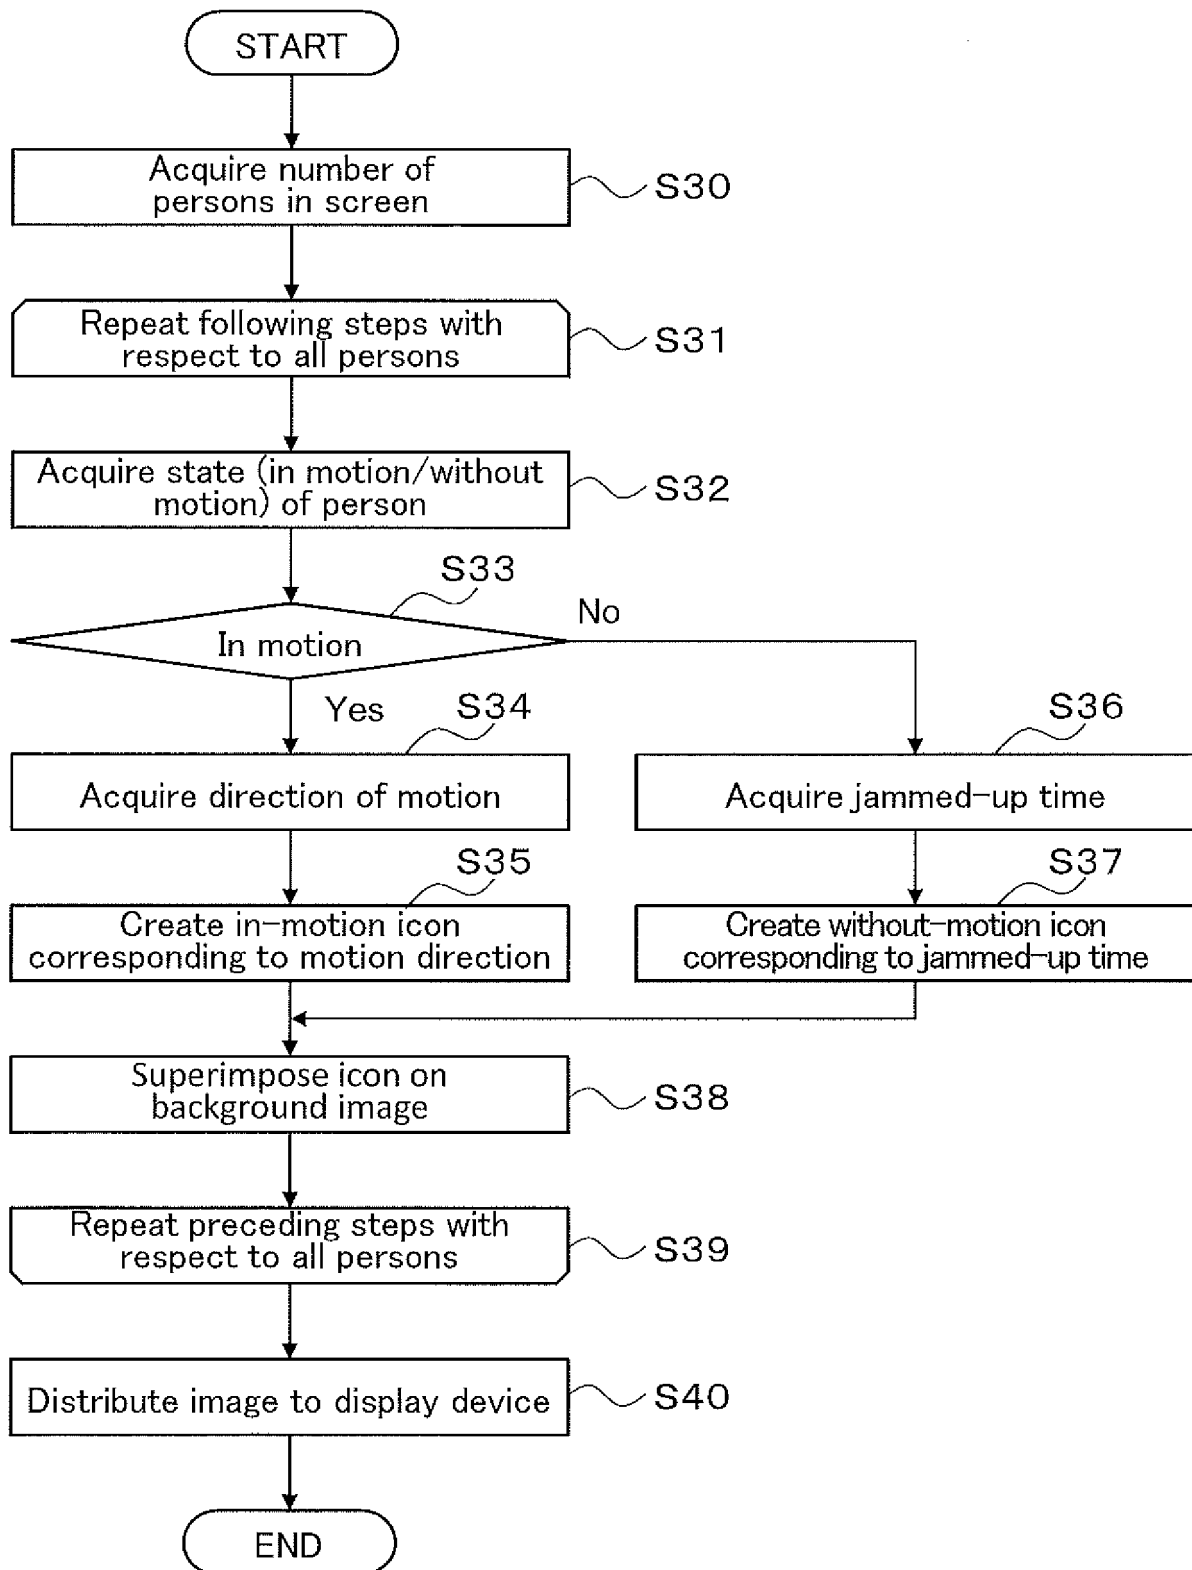 START
Acquire number of
persons in screen
S30
Repeat following steps with
respect to all persons
S31
Acquire state (in motion/without
motion) of person
S32
S33
In motion
No
Yes
S34
Acquire direction of motion
S36
Acquire jammed-up time
S35
Create in-motion icon
corresponding to motion direction
S37
Create without-motion icon
corresponding to jammed-up time
Superimpose icon on
background image
S38
Repeat preceding steps with
respect to all persons
S39
Distribute image to display device
S40
END